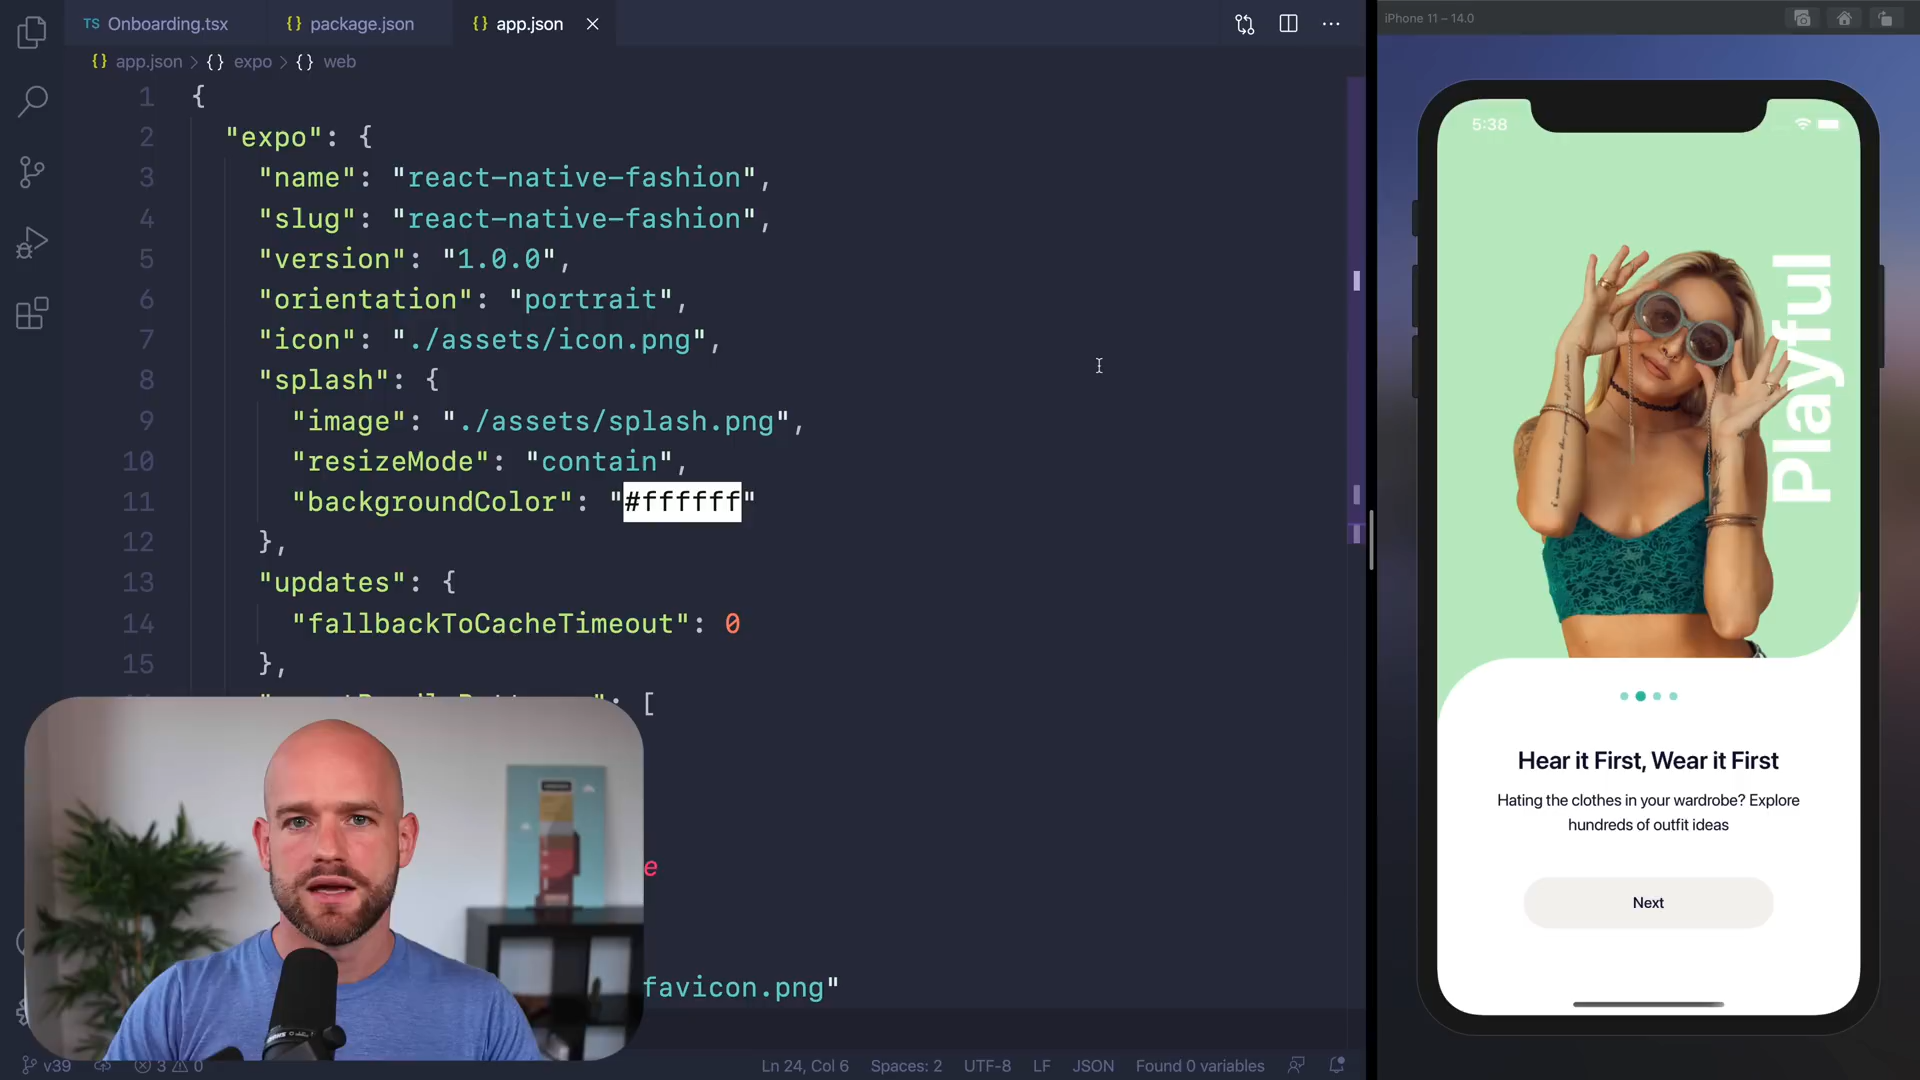 TS Onboarding.tsx
{} package.json
{} app.json
{} app.json > {} expo > {} web
1 {
2 "expo": {
3 "name": "react-native-fashion",
4 "slug": "react-native-fashion",
5 "version": "1.0.0",
6 "orientation": "portrait",
7 "icon": "./assets/icon.png",
8 "splash": {
9 "image": "./assets/splash.png",
10 "resizeMode": "contain",
11 "backgroundColor": "#ffffff"
12 },
13 "updates": {
14 "fallbackToCacheTimeout": 0
15 },
": [
e
favicon.png"
v39
3
0
Ln 24, Col 6
Spaces: 2
UTF-8
LF
JSON
Found 0 variables
iPhone 11 – 14.0
5:38
Playful
Hear it First, Wear it First
Hating the clothes in your wardrobe? Explore
hundreds of outfit ideas
Next